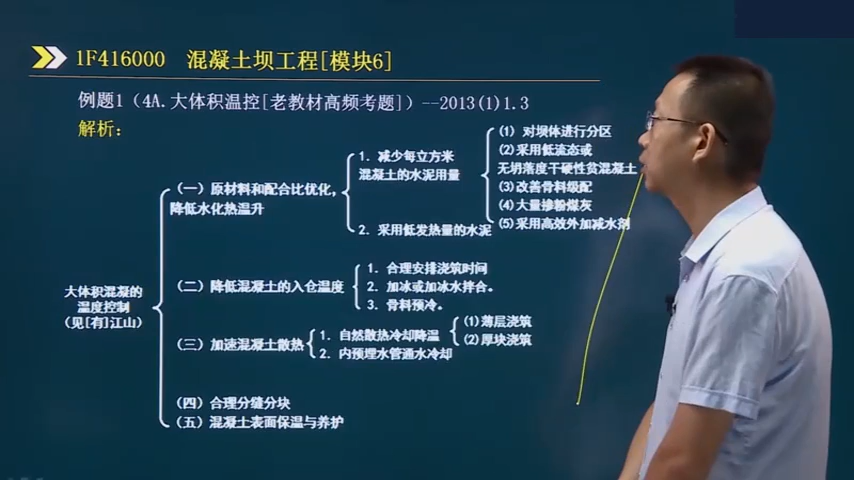 1F416000 混凝土坝工程[模块6]
例题1（4A.大体积温控[老教材高频考题]）--2013(1)1.3
解析：
大体积混凝的
温度控制
（见[有]江山）
（一）原材料和配合比优化，
降低水化热温升
1. 减少每立方米
混凝土的水泥用量
(1) 对坝体进行分区
(2)采用低流态或
无坍落度干硬性贫混凝土
(3)改善骨料级配
(4)大量掺粉煤灰
(5)采用高效外加减水剂
2. 采用低发热量的水泥
（二）降低混凝土的入仓温度
1. 合理安排浇筑时间
2. 加冰或加冰水拌合。
3. 骨料预冷。
（三）加速混凝土散热
1. 自然散热冷却降温
(1)薄层浇筑
(2)厚块浇筑
2. 内预埋水管通水冷却
（四）合理分缝分块
（五）混凝土表面保温与养护